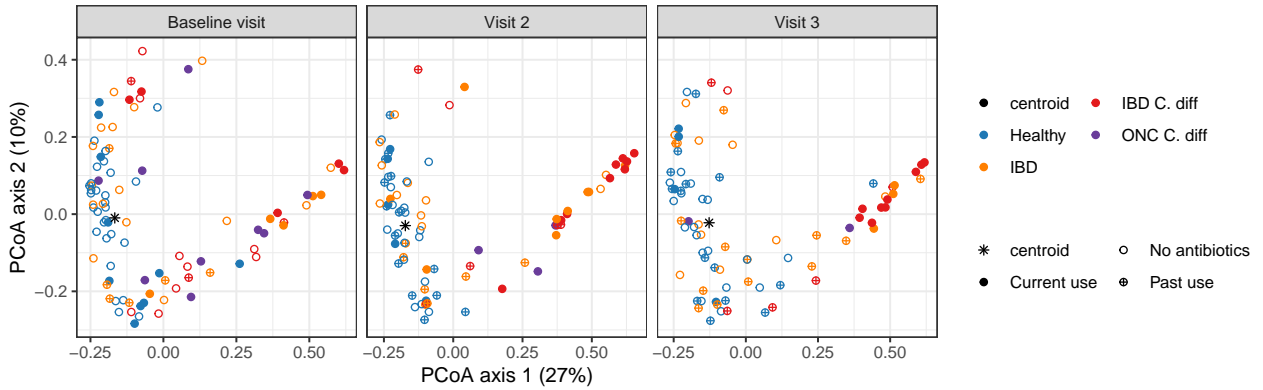 Baseline visit Visit 2 Visit 3
0.4
0.2
0.0
−0.2
PCoA axis 2 (10%)
−0.25 0.00 0.25 0.50 −0.25 0.00 0.25 0.50 −0.25 0.00 0.25 0.50
PCoA axis 1 (27%)
centroid IBD C. diff
Healthy ONC C. diff
IBD
centroid No antibiotics
Current use Past use